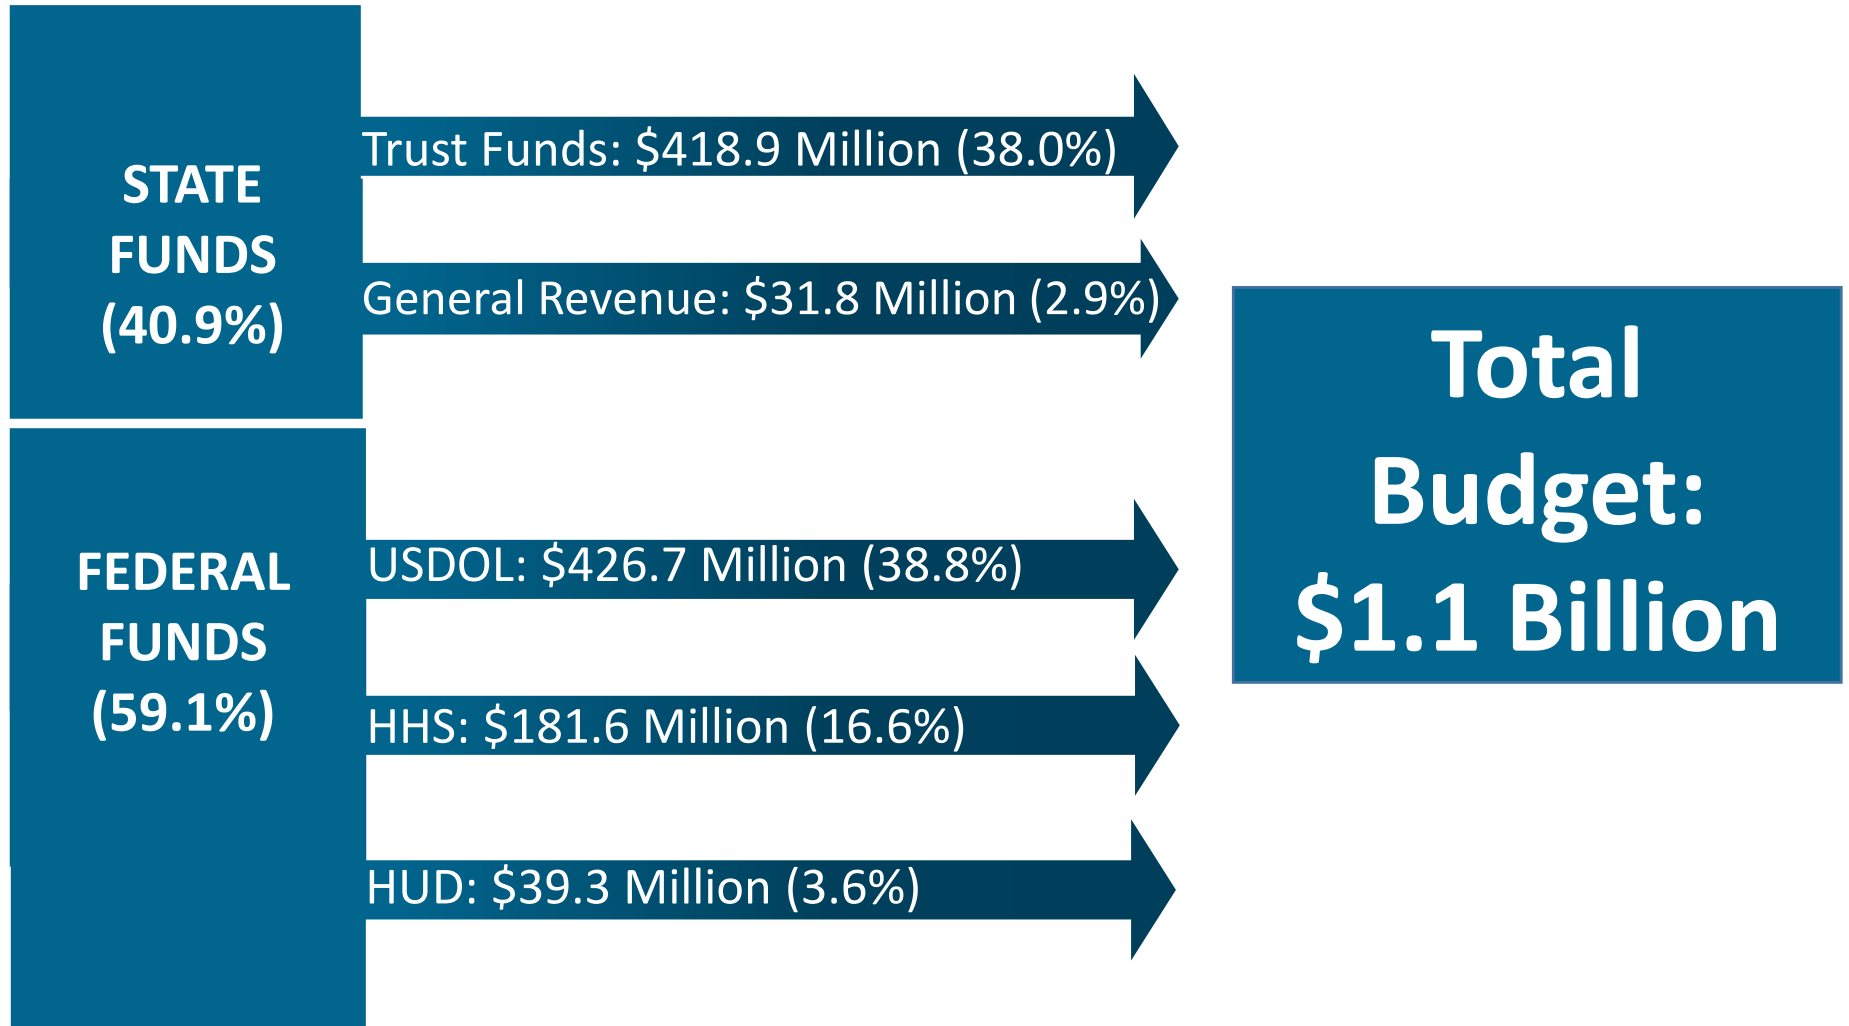 STATE
FUNDS
(40.9%)
Trust Funds: $418.9 Million (38.0%)
General Revenue: $31.8 Million (2.9%)
FEDERAL
FUNDS
(59.1%)
USDOL: $426.7 Million (38.8%)
HHS: $181.6 Million (16.6%)
HUD: $39.3 Million (3.6%)
Total
Budget:
$1.1 Billion